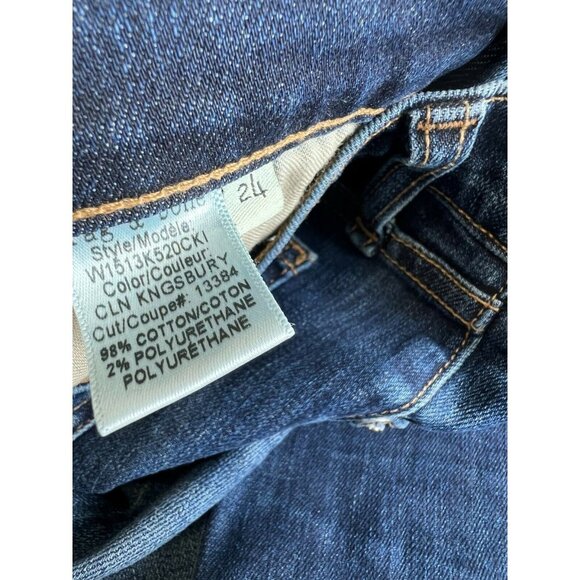 24
Style/Modèle:
W1513K520CKI
Color/Couleur:
CLN KNGSBURY
Cut/Coupe#: 13384
98% COTTON/COTON
2% POLYURETHANE
POLYURÉTHANE